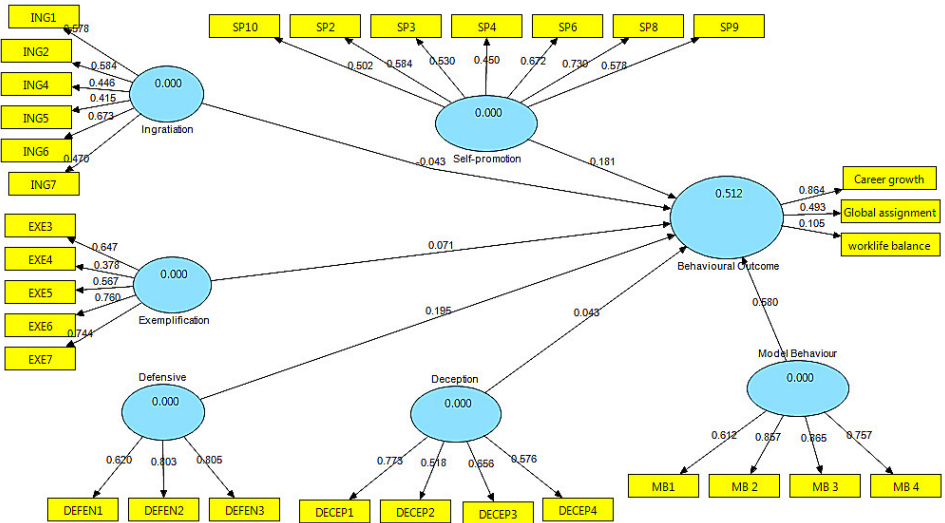 ING1
0.578
ING2
0.584
ING4
0.446
ING5
0.415
ING6
0.673
ING7
0.470
0.000
Ingratiation
SP10
SP2
SP3
SP4
SP6
SP8
SP9
0.502
0.584
0.530
0.450
0.672
0.730
0.578
0.000
Self-promotion
-0.043
0.181
0.512
Behavioural Outcome
0.864
0.493
0.105
Career growth
Global assignment
worklife balance
EXE3
EXE4
EXE5
EXE6
EXE7
0.647
0.378
0.567
0.760
0.744
0.000
Exemplification
0.071
0.195
0.043
0.580
Defensive
0.000
0.620
0.803
0.805
DEFEN1
DEFEN2
DEFEN3
Deception
0.000
0.773
0.518
0.656
0.576
DECEP1
DECEP2
DECEP3
DECEP4
Model Behaviour
0.000
0.612
0.857
0.865
0.757
MB1
MB 2
MB 3
MB 4